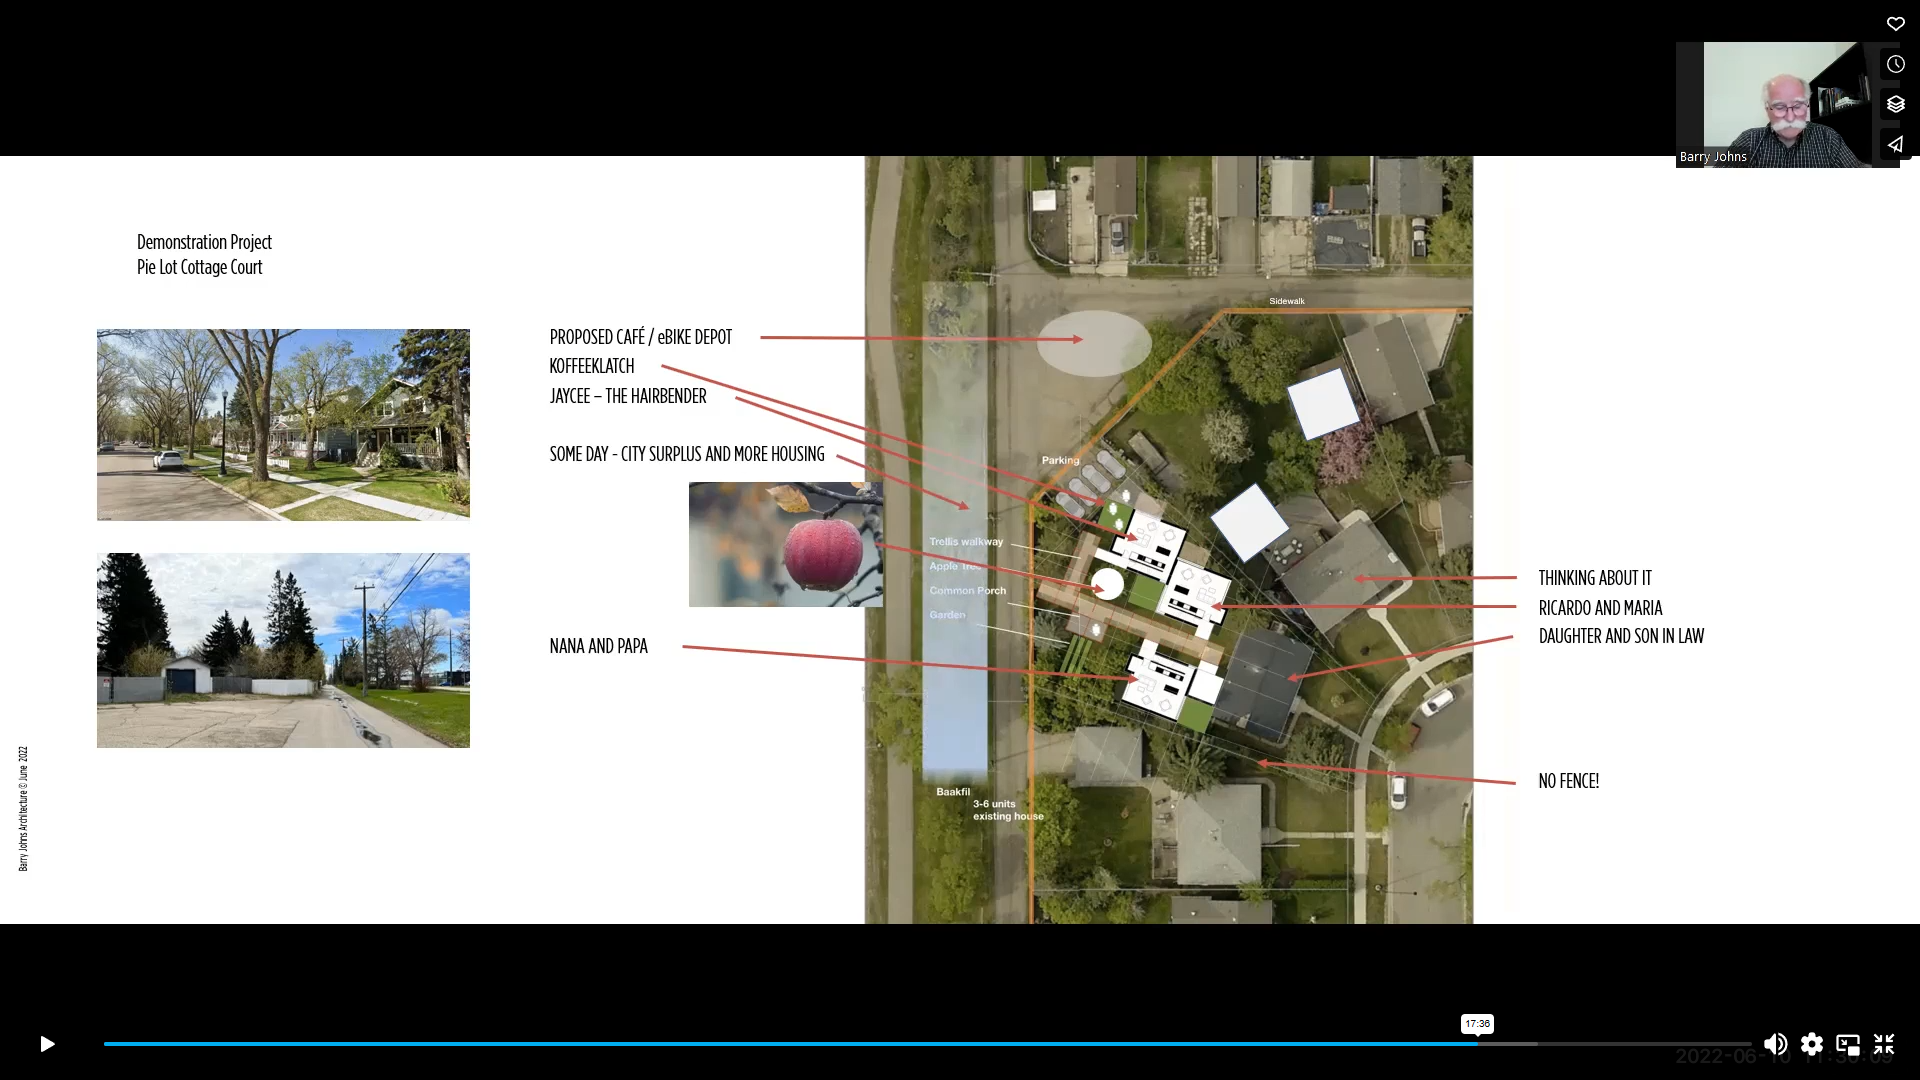 Barry Johns
Demonstration Project
Pie Lot Cottage Court
PROPOSED CAFÉ / eBIKE DEPOT
KOFFEEKLATCH
JAYCEE – THE HAIRBENDER
SOME DAY - CITY SURPLUS AND MORE HOUSING
NANA AND PAPA
Sidewalk
Parking
Trellis walkway
Apple Tree
Common Porch
Garden
Baakfil
3-6 units
existing house
THINKING ABOUT IT
RICARDO AND MARIA
DAUGHTER AND SON IN LAW
NO FENCE!
Barry Johns Architecture © June 2022
17:36
2022-06-10